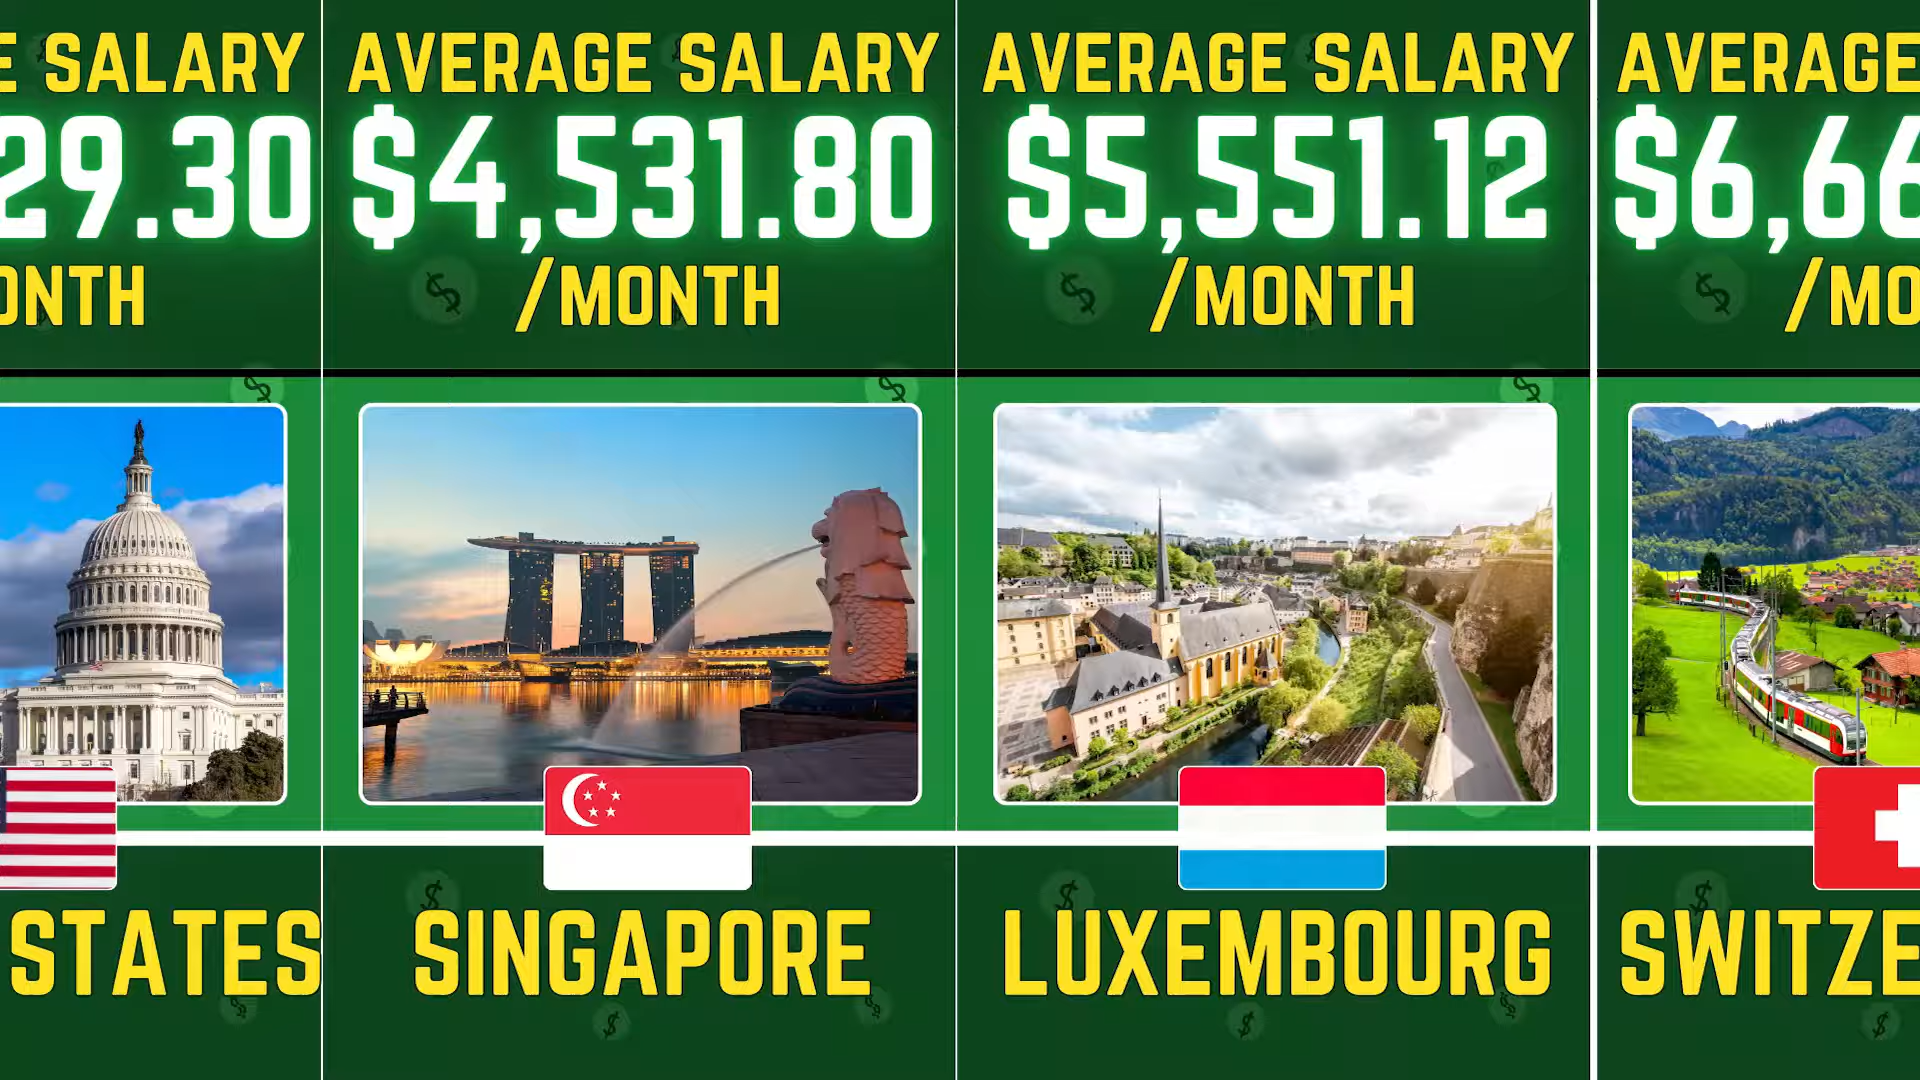 E SALARY
29.30
ONTH
STATES
AVERAGE SALARY
$4,531.80
/MONTH
SINGAPORE
AVERAGE SALARY
$5,551.12
/MONTH
LUXEMBOURG
AVERAGE
$6,66
/MO
SWITZE